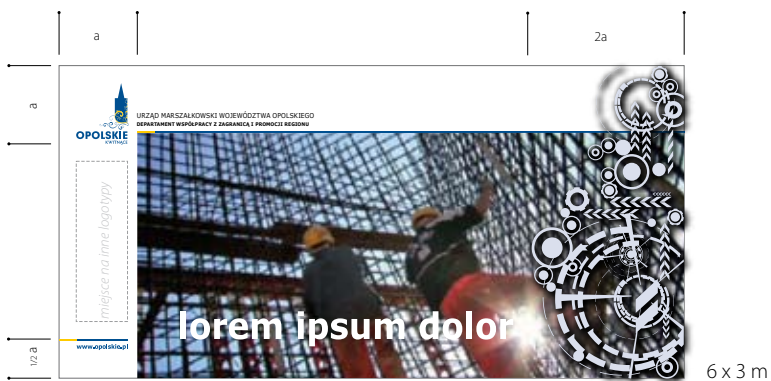 a
2a
a
URZĄD MARSZAŁKOWSKI WOJEWÓDZTWA OPOLSKIEGO
DEPARTAMENT WSPÓŁPRACY Z ZAGRANICĄ I PROMOCJI REGIONU
OPOLSKIE
KWITNĄCE
miejsce na inne logotypy
lorem ipsum dolor
1/2 a
www.opolskie.pl
6 x 3 m